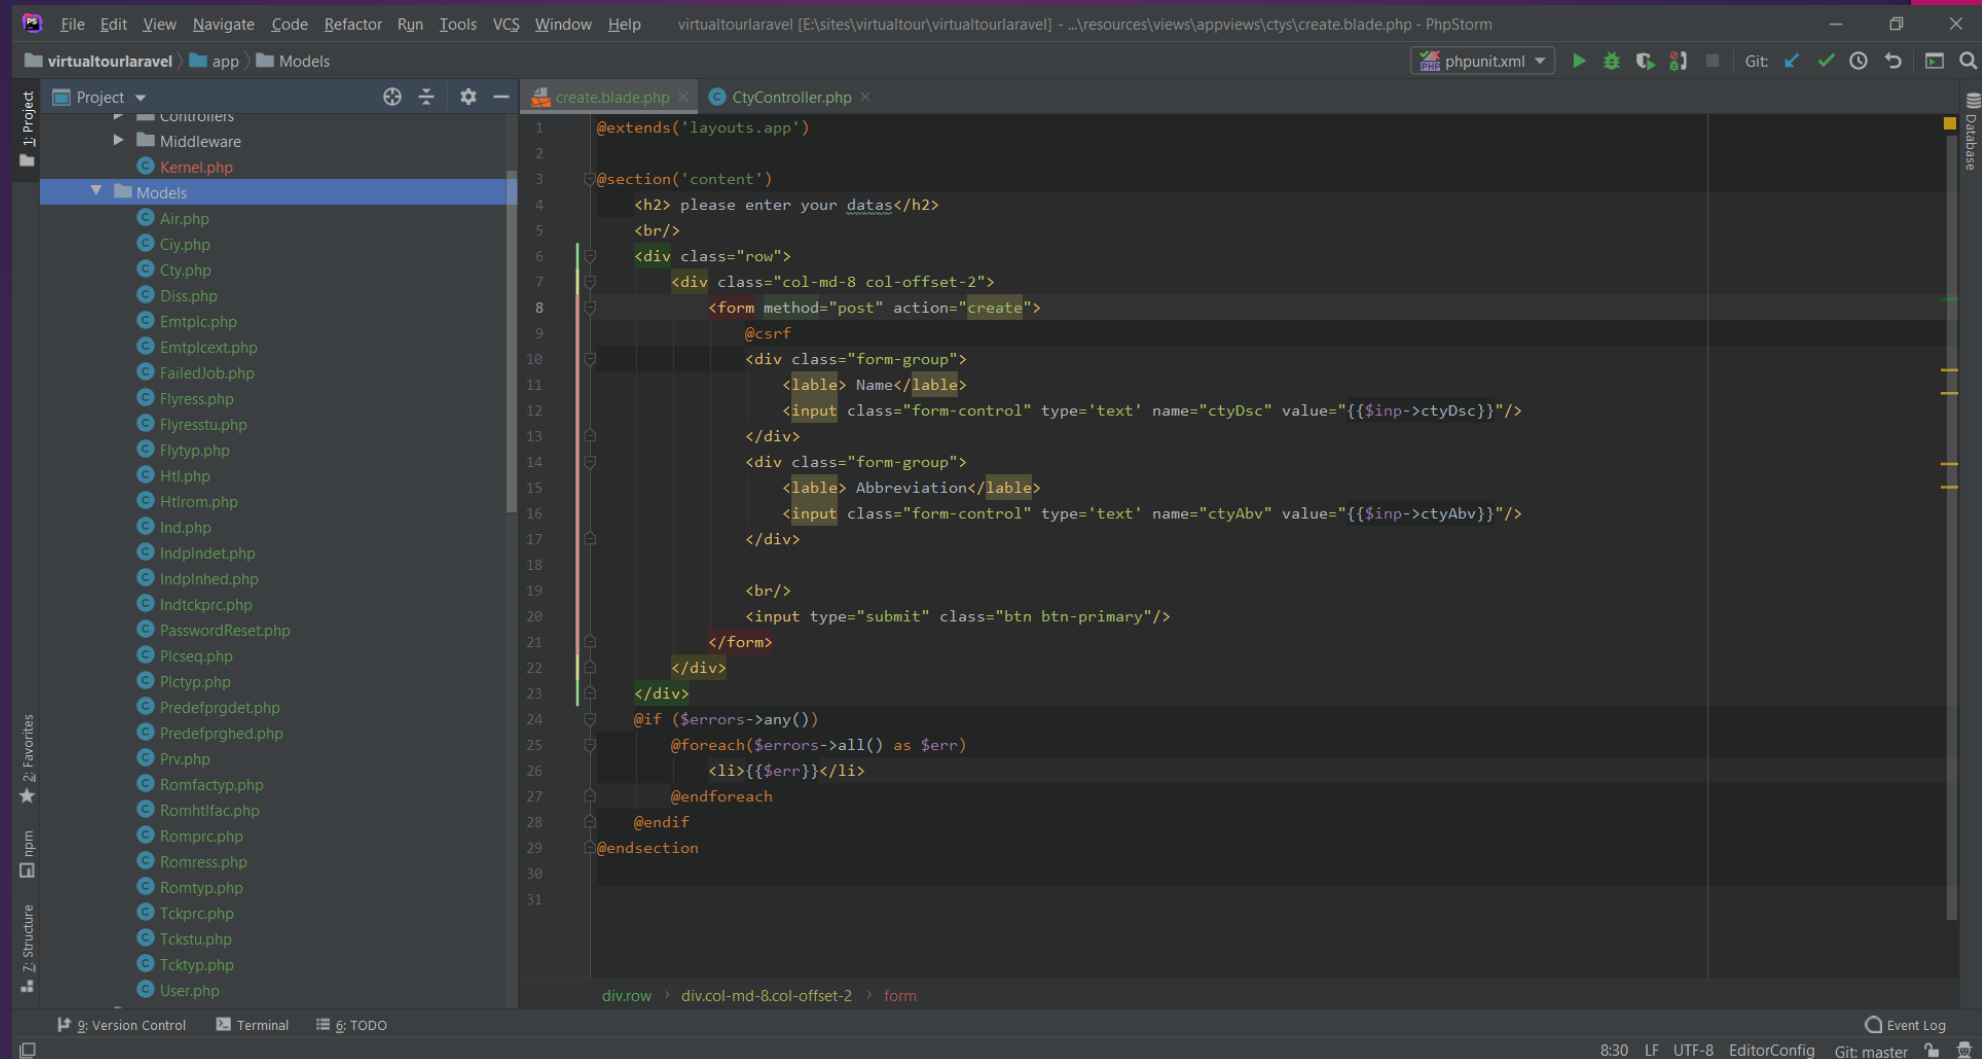 PS File Edit View Navigate Code Refactor Run Tools VCS Window Help virtualtourlaravel [E:\sites\virtualtour\virtualtourlaravel] - ...\resources\views\appviews\ctys\create.blade.php - PhpStorm
virtualtourlaravel app Models phpunit.xml Git:
1: Project
Project
Controllers
Middleware
Kernel.php
Models
Air.php
Ciy.php
Cty.php
Diss.php
Emtplc.php
Emtplcext.php
FailedJob.php
Flyress.php
Flyresstu.php
Flytyp.php
Htl.php
Htlrom.php
Ind.php
Indplndet.php
Indplnhed.php
Indtckprc.php
PasswordReset.php
Plcseq.php
Plctyp.php
Predefprgdet.php
Predefprghed.php
Prv.php
Romfactyp.php
Romhtlfac.php
Romprc.php
Romress.php
Romtyp.php
Tckprc.php
Tckstu.php
Tcktyp.php
User.php
2: Favorites
npm
Z: Structure
create.blade.php CtyController.php
1 @extends('layouts.app')
2
3 @section('content')
4 <h2> please enter your datas</h2>
5 <br/>
6 <div class="row">
7 <div class="col-md-8 col-offset-2">
8 <form method="post" action="create">
9 @csrf
10 <div class="form-group">
11 <lable> Name</lable>
12 <input class="form-control" type='text' name="ctyDsc" value="{{$inp->ctyDsc}}"/>
13 </div>
14 <div class="form-group">
15 <lable> Abbreviation</lable>
16 <input class="form-control" type='text' name="ctyAbv" value="{{$inp->ctyAbv}}"/>
17 </div>
18
19 <br/>
20 <input type="submit" class="btn btn-primary"/>
21 </form>
22 </div>
23 </div>
24 @if ($errors->any())
25 @foreach($errors->all() as $err)
26 <li>{{$err}}</li>
27 @endforeach
28 @endif
29 @endsection
30
31
Database
div.row div.col-md-8.col-offset-2 form
9: Version Control Terminal 6: TODO Event Log
8:30 LF UTF-8 EditorConfig Git: master